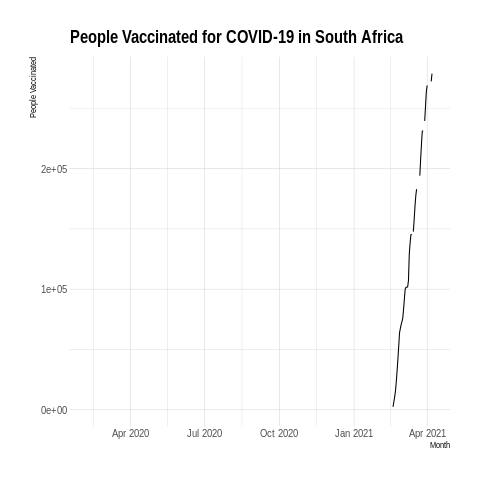 People Vaccinated for COVID-19 in South Africa
People Vaccinated
2e+05
1e+05
0e+00
Apr 2020 Jul 2020 Oct 2020 Jan 2021 Apr 2021
Month